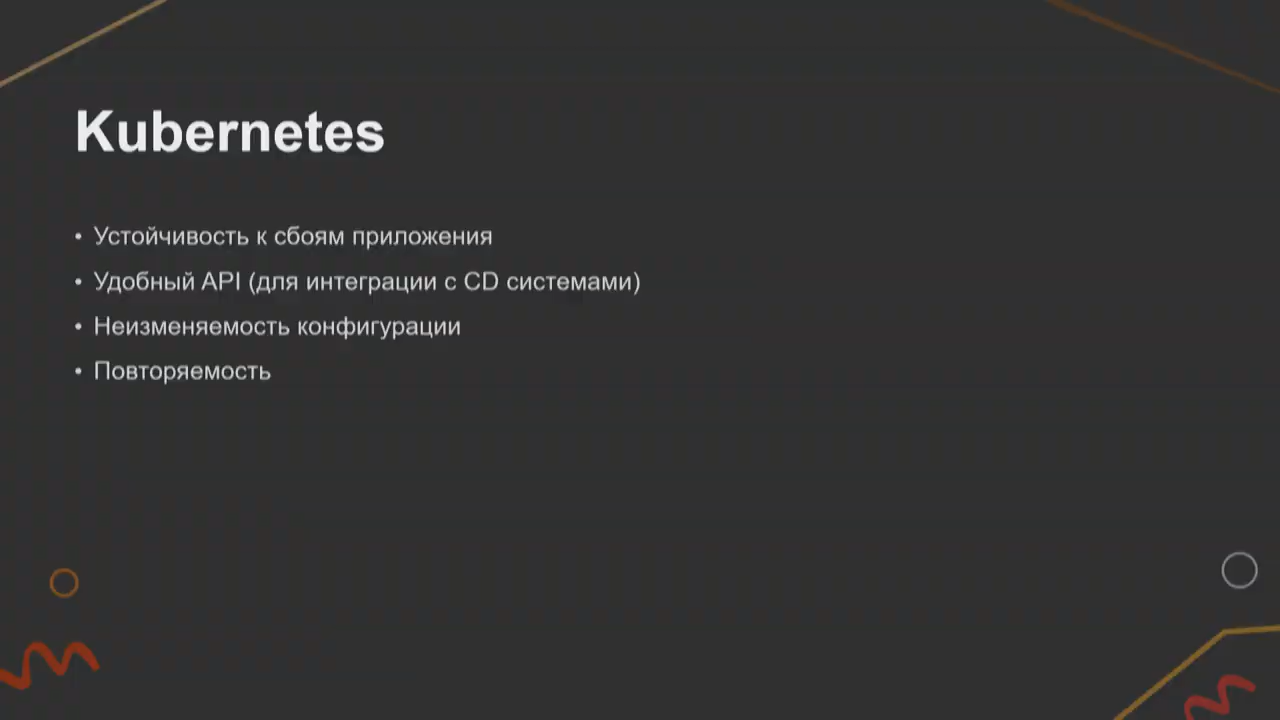 Kubernetes
• Устойчивость к сбоям приложения
• Удобный API (для интеграции с CD системами)
• Неизменяемость конфигурации
• Повторяемость